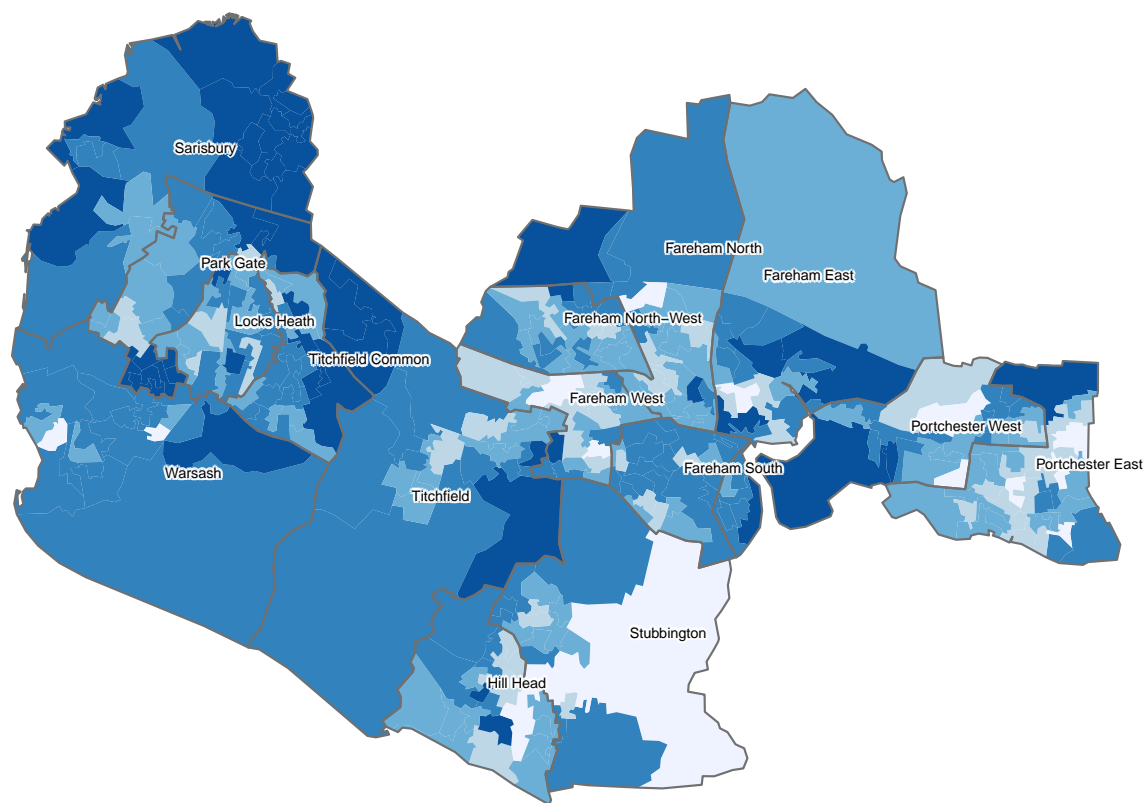 Sarisbury
Fareham North
Park Gate
Fareham East
Fareham North–West
Locks Heath
Titchfield Common
Fareham West
Portchester West
Portchester East
Fareham South
Warsash
Titchfield
Stubbington
Hill Head